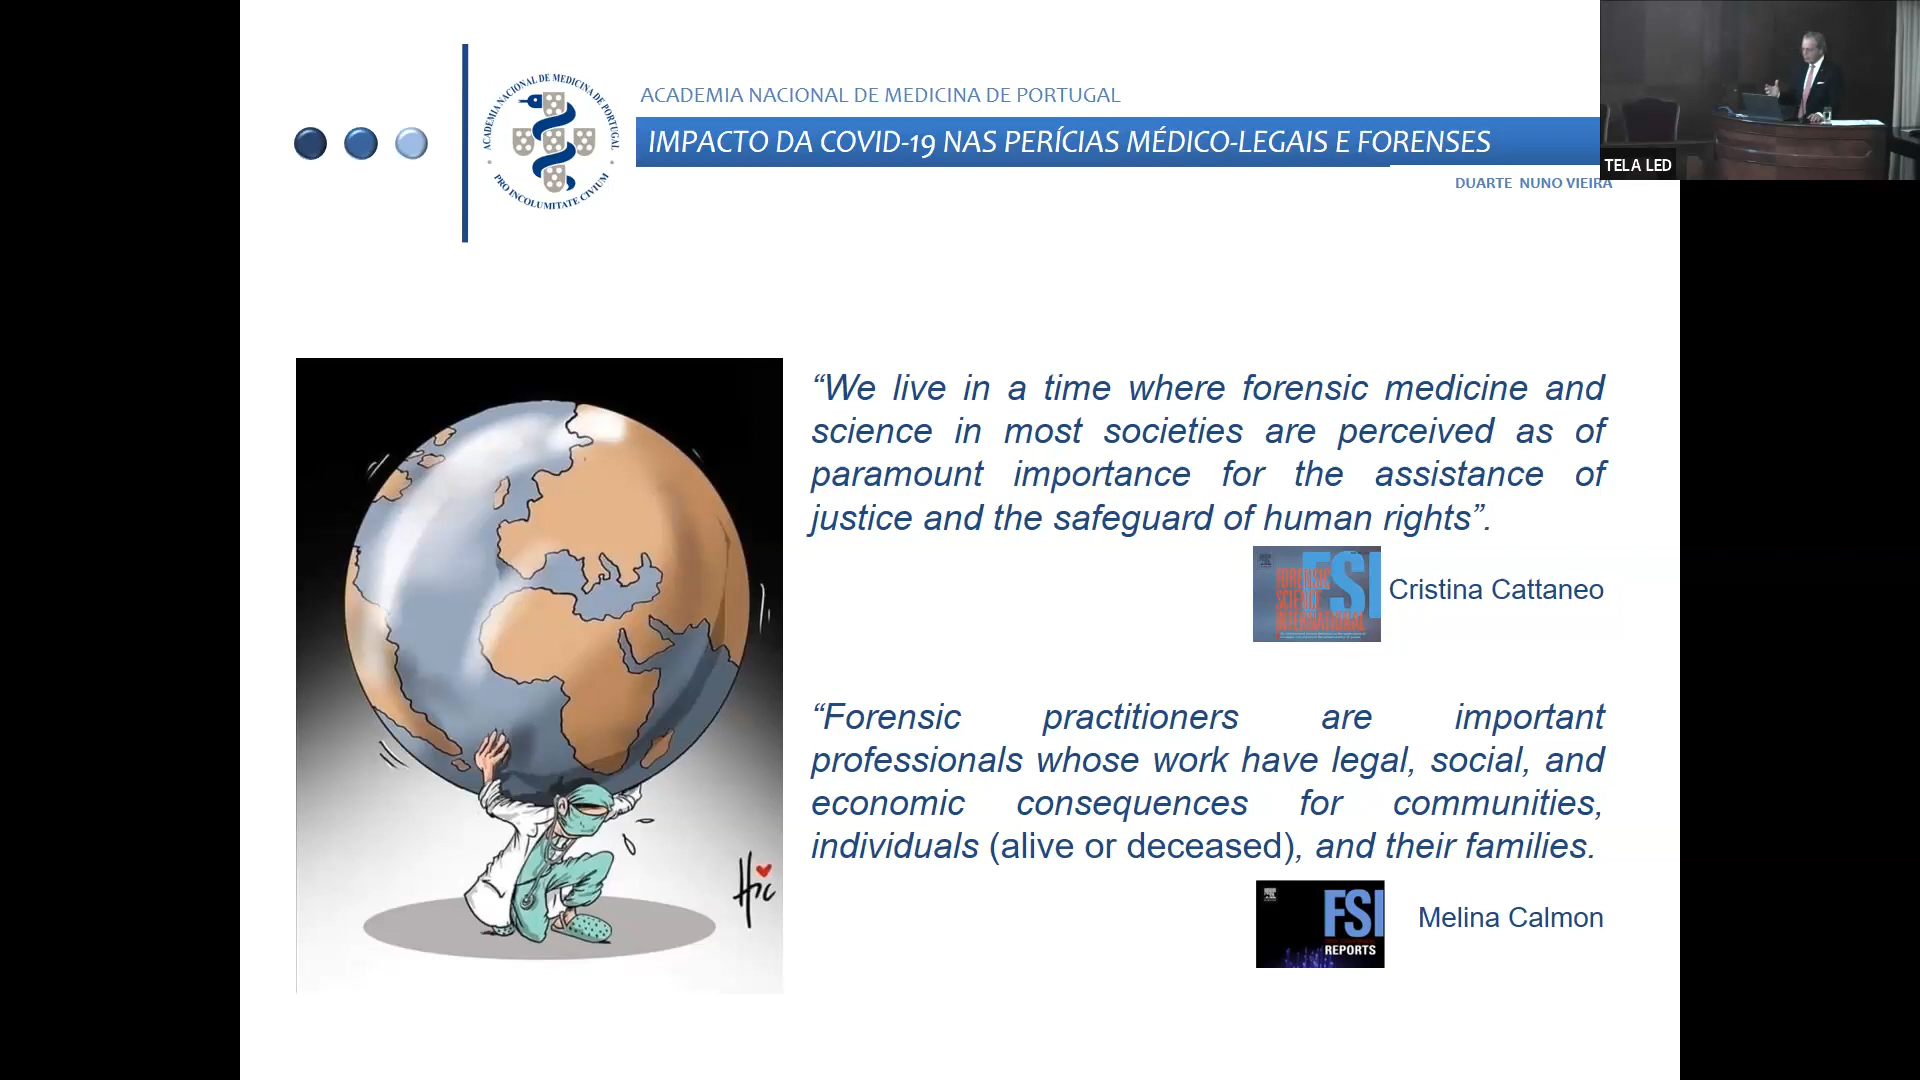 ACADEMIA NACIONAL DE MEDICINA DE PORTUGAL
PRO INCOLUMITATE CIVIUM
ACADEMIA NACIONAL DE MEDICINA DE PORTUGAL
IMPACTO DA COVID-19 NAS PERÍCIAS MÉDICO-LEGAIS E FORENSES
DUARTE NUNO VIEIRA
TELA LED
“We live in a time where forensic medicine and
science in most societies are perceived as of
paramount importance for the assistance of
justice and the safeguard of human rights”.
FSI
FORENSIC
SCIENCE
INTERNATIONAL
Cristina Cattaneo
“Forensic practitioners are important
professionals whose work have legal, social, and
economic consequences for communities,
individuals (alive or deceased), and their families.
FSI
REPORTS
Melina Calmon